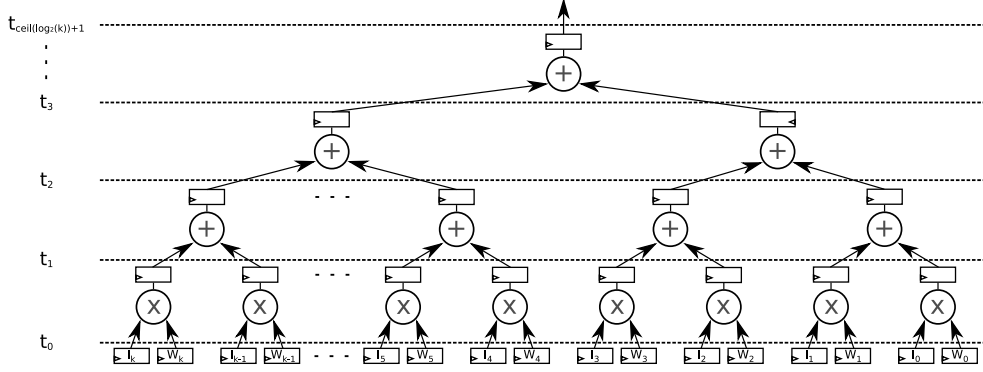 t_ceil(log₂(k))+1
+
t₃
+ +
t₂
+ + + +
t₁
X X X X X X X X
t₀
I_k W_k I_k-1 W_k-1 I₅ W₅ I₄ W₄ I₃ W₃ I₂ W₂ I₁ W₁ I₀ W₀